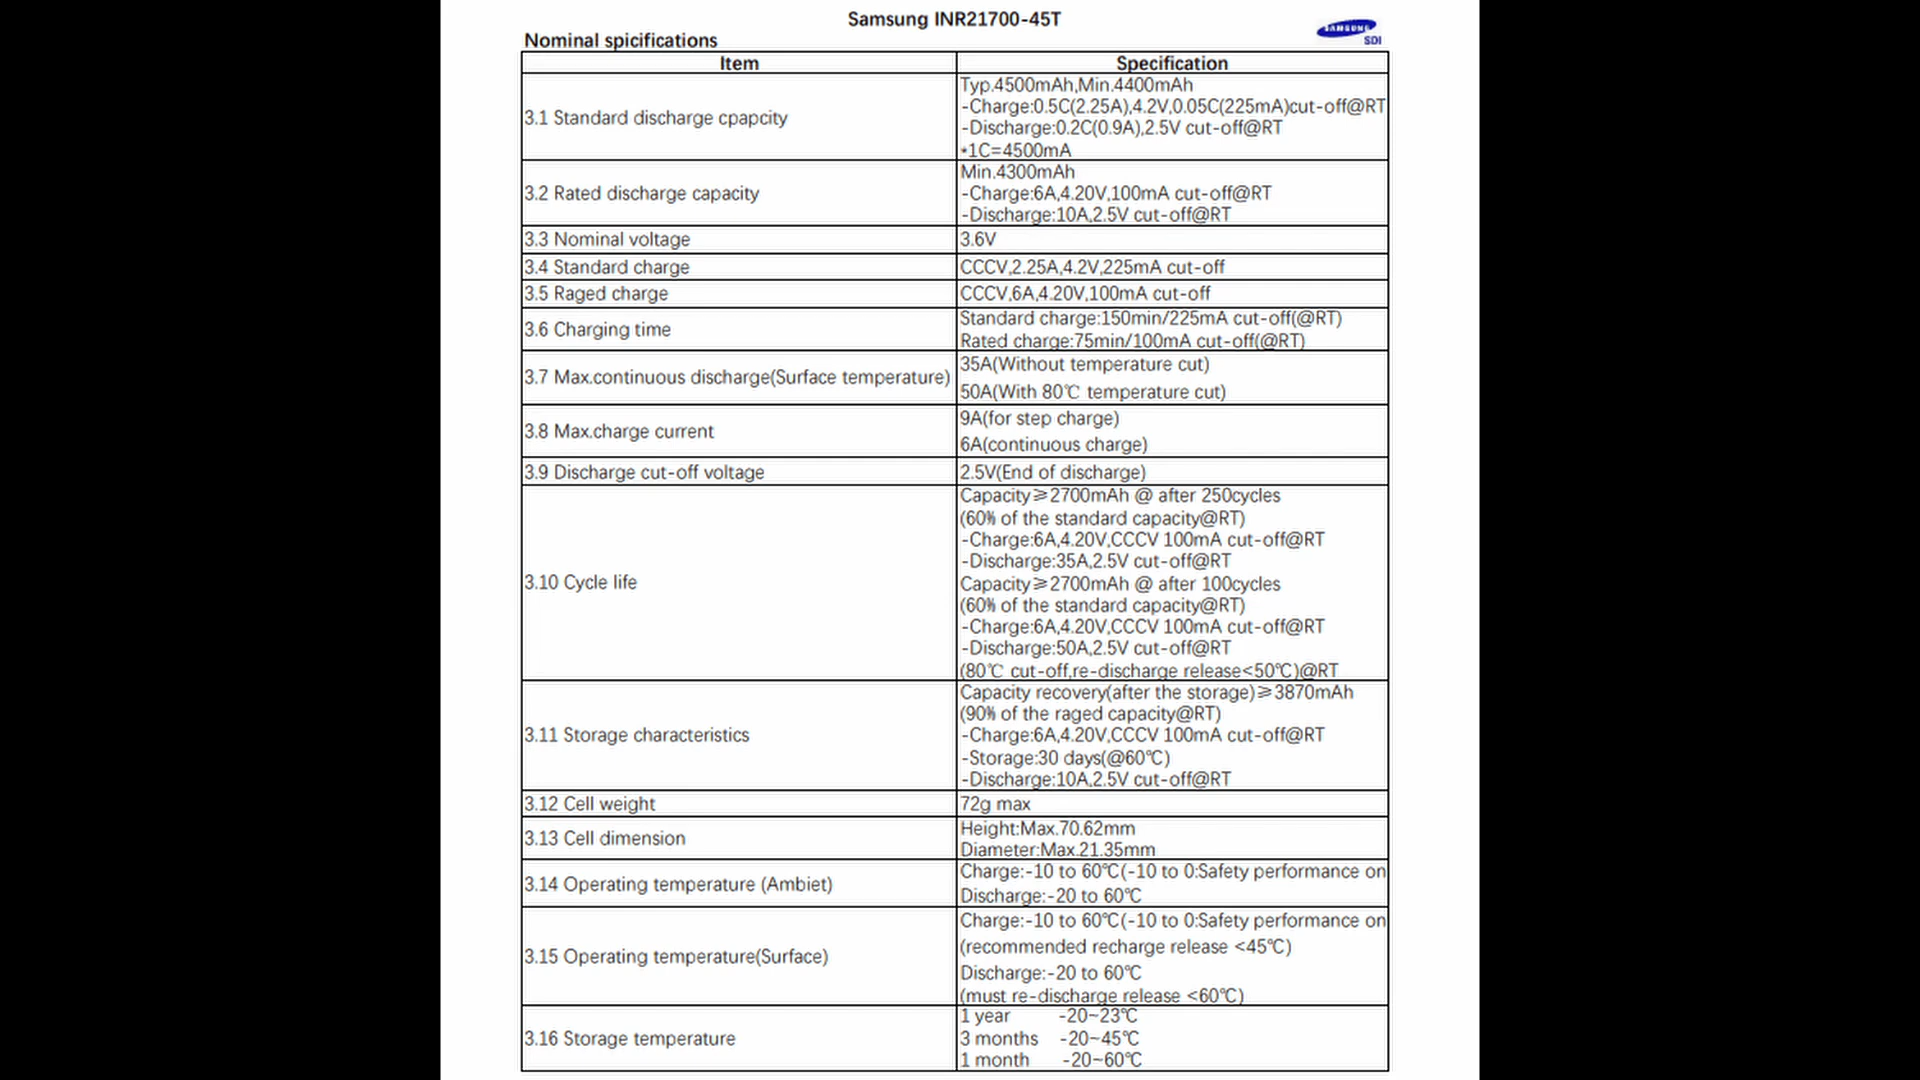 Samsung INR21700-45T
SAMSUNG
SDI
Nominal spicifications
Item Specification
3.1 Standard discharge cpapcity
Typ.4500mAh,Min.4400mAh
-Charge:0.5C(2.25A),4.2V,0.05C(225mA)cut-off@RT
-Discharge:0.2C(0.9A),2.5V cut-off@RT
*1C=4500mA
3.2 Rated discharge capacity
Min.4300mAh
-Charge:6A,4.20V,100mA cut-off@RT
-Discharge:10A,2.5V cut-off@RT
3.3 Nominal voltage 3.6V
3.4 Standard charge CCCV,2.25A,4.2V,225mA cut-off
3.5 Raged charge CCCV,6A,4.20V,100mA cut-off
3.6 Charging time
Standard charge:150min/225mA cut-off(@RT)
Rated charge:75min/100mA cut-off(@RT)
3.7 Max.continuous discharge(Surface temperature)
35A(Without temperature cut)
50A(With 80℃ temperature cut)
3.8 Max.charge current
9A(for step charge)
6A(continuous charge)
3.9 Discharge cut-off voltage 2.5V(End of discharge)
3.10 Cycle life
Capacity≥2700mAh @ after 250cycles
(60% of the standard capacity@RT)
-Charge:6A,4.20V,CCCV 100mA cut-off@RT
-Discharge:35A,2.5V cut-off@RT
Capacity≥2700mAh @ after 100cycles
(60% of the standard capacity@RT)
-Charge:6A,4.20V,CCCV 100mA cut-off@RT
-Discharge:50A,2.5V cut-off@RT
(80℃ cut-off,re-discharge release<50℃)@RT
3.11 Storage characteristics
Capacity recovery(after the storage)≥3870mAh
(90% of the raged capacity@RT)
-Charge:6A,4.20V,CCCV 100mA cut-off@RT
-Storage:30 days(@60℃)
-Discharge:10A,2.5V cut-off@RT
3.12 Cell weight 72g max
3.13 Cell dimension
Height:Max.70.62mm
Diameter:Max.21.35mm
3.14 Operating temperature (Ambiet)
Charge:-10 to 60℃(-10 to 0:Safety performance on
Discharge:-20 to 60℃
3.15 Operating temperature(Surface)
Charge:-10 to 60℃(-10 to 0:Safety performance on
(recommended recharge release <45℃)
Discharge:-20 to 60℃
(must re-discharge release <60℃)
3.16 Storage temperature
1 year -20~23℃
3 months -20~45℃
1 month -20~60℃